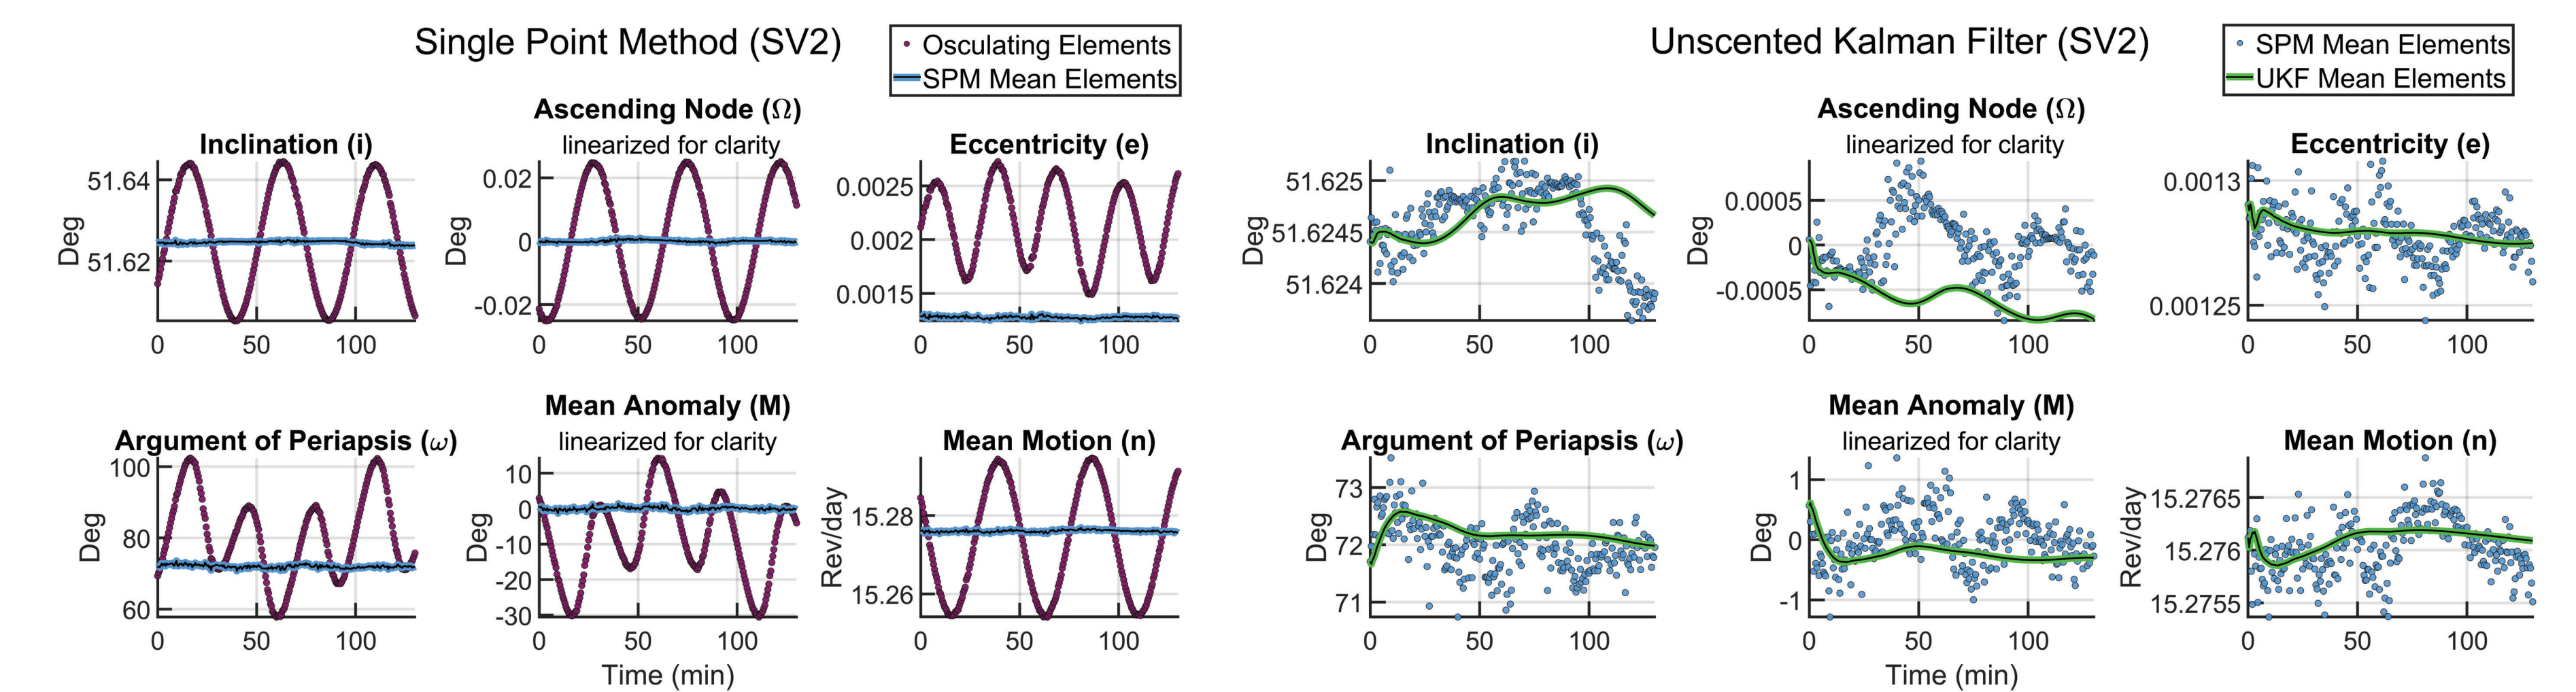 Single Point Method (SV2)
Osculating Elements
SPM Mean Elements
Inclination (i)
51.64
51.62
Deg
0 50 100
Ascending Node (Ω)
linearized for clarity
0.02
0
-0.02
Deg
0 50 100
Eccentricity (e)
0.0025
0.002
0.0015
0 50 100
Argument of Periapsis (ω)
100
80
60
Deg
0 50 100
Mean Anomaly (M)
linearized for clarity
10
0
-10
-20
-30
Deg
0 50 100
Time (min)
Mean Motion (n)
15.28
15.26
Rev/day
0 50 100
Unscented Kalman Filter (SV2)
SPM Mean Elements
UKF Mean Elements
Inclination (i)
51.625
51.6245
51.624
Deg
0 50 100
Ascending Node (Ω)
linearized for clarity
0.0005
0
-0.0005
Deg
0 50 100
Eccentricity (e)
0.0013
0.00125
0 50 100
Argument of Periapsis (ω)
73
72
71
Deg
0 50 100
Mean Anomaly (M)
linearized for clarity
1
0
-1
Deg
0 50 100
Time (min)
Mean Motion (n)
15.2765
15.276
15.2755
Rev/day
0 50 100